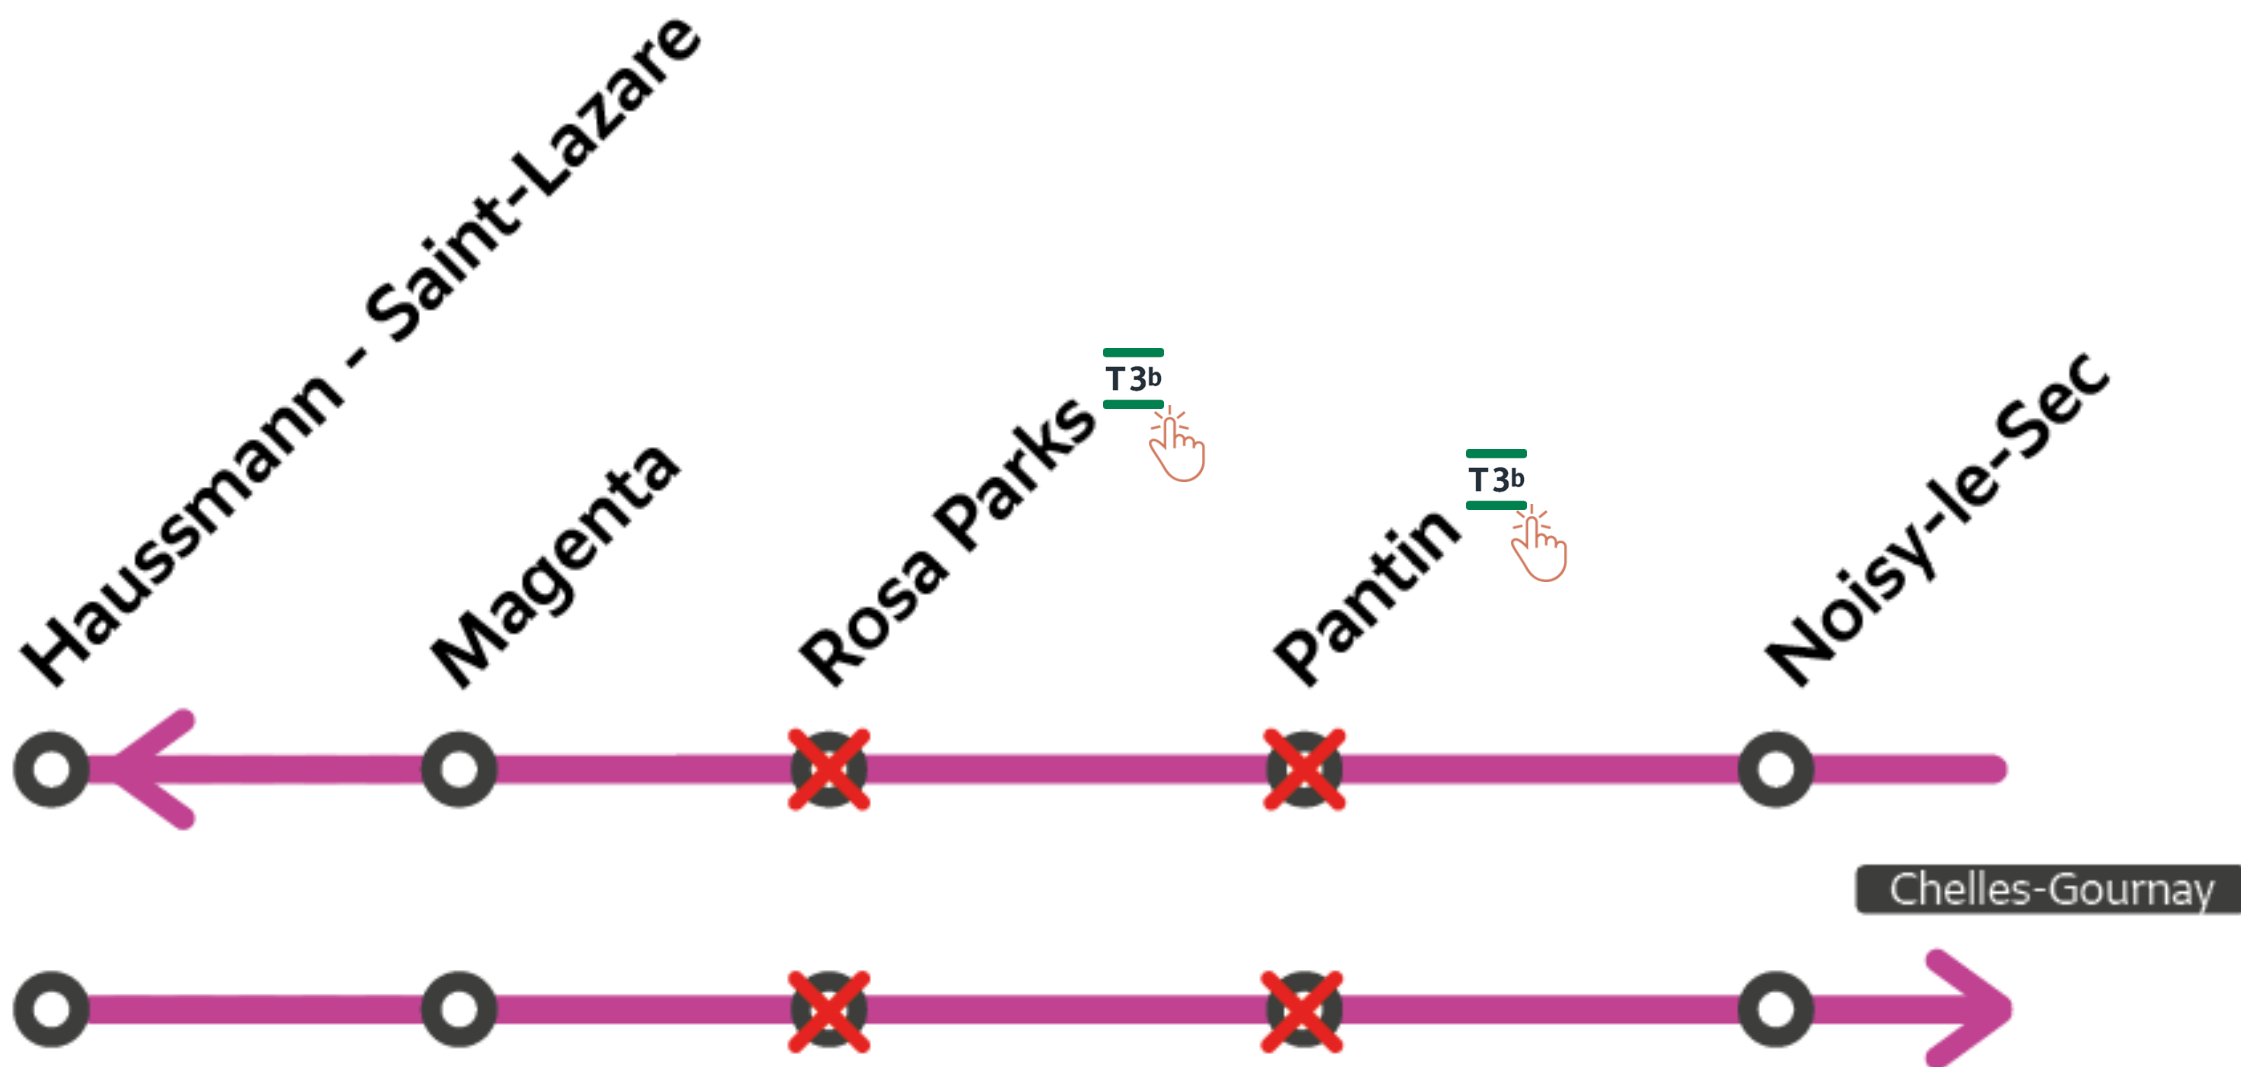 Haussmann - Saint-Lazare
Magenta
Rosa Parks
T3b
Pantin
T3b
Noisy-le-Sec
Chelles-Gournay